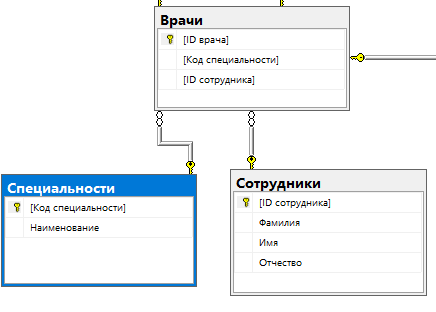 Врачи
[ID врача]
[Код специальности]
[ID сотрудника]
Специальности
[Код специальности]
Наименование
Сотрудники
[ID сотрудника]
Фамилия
Имя
Отчество